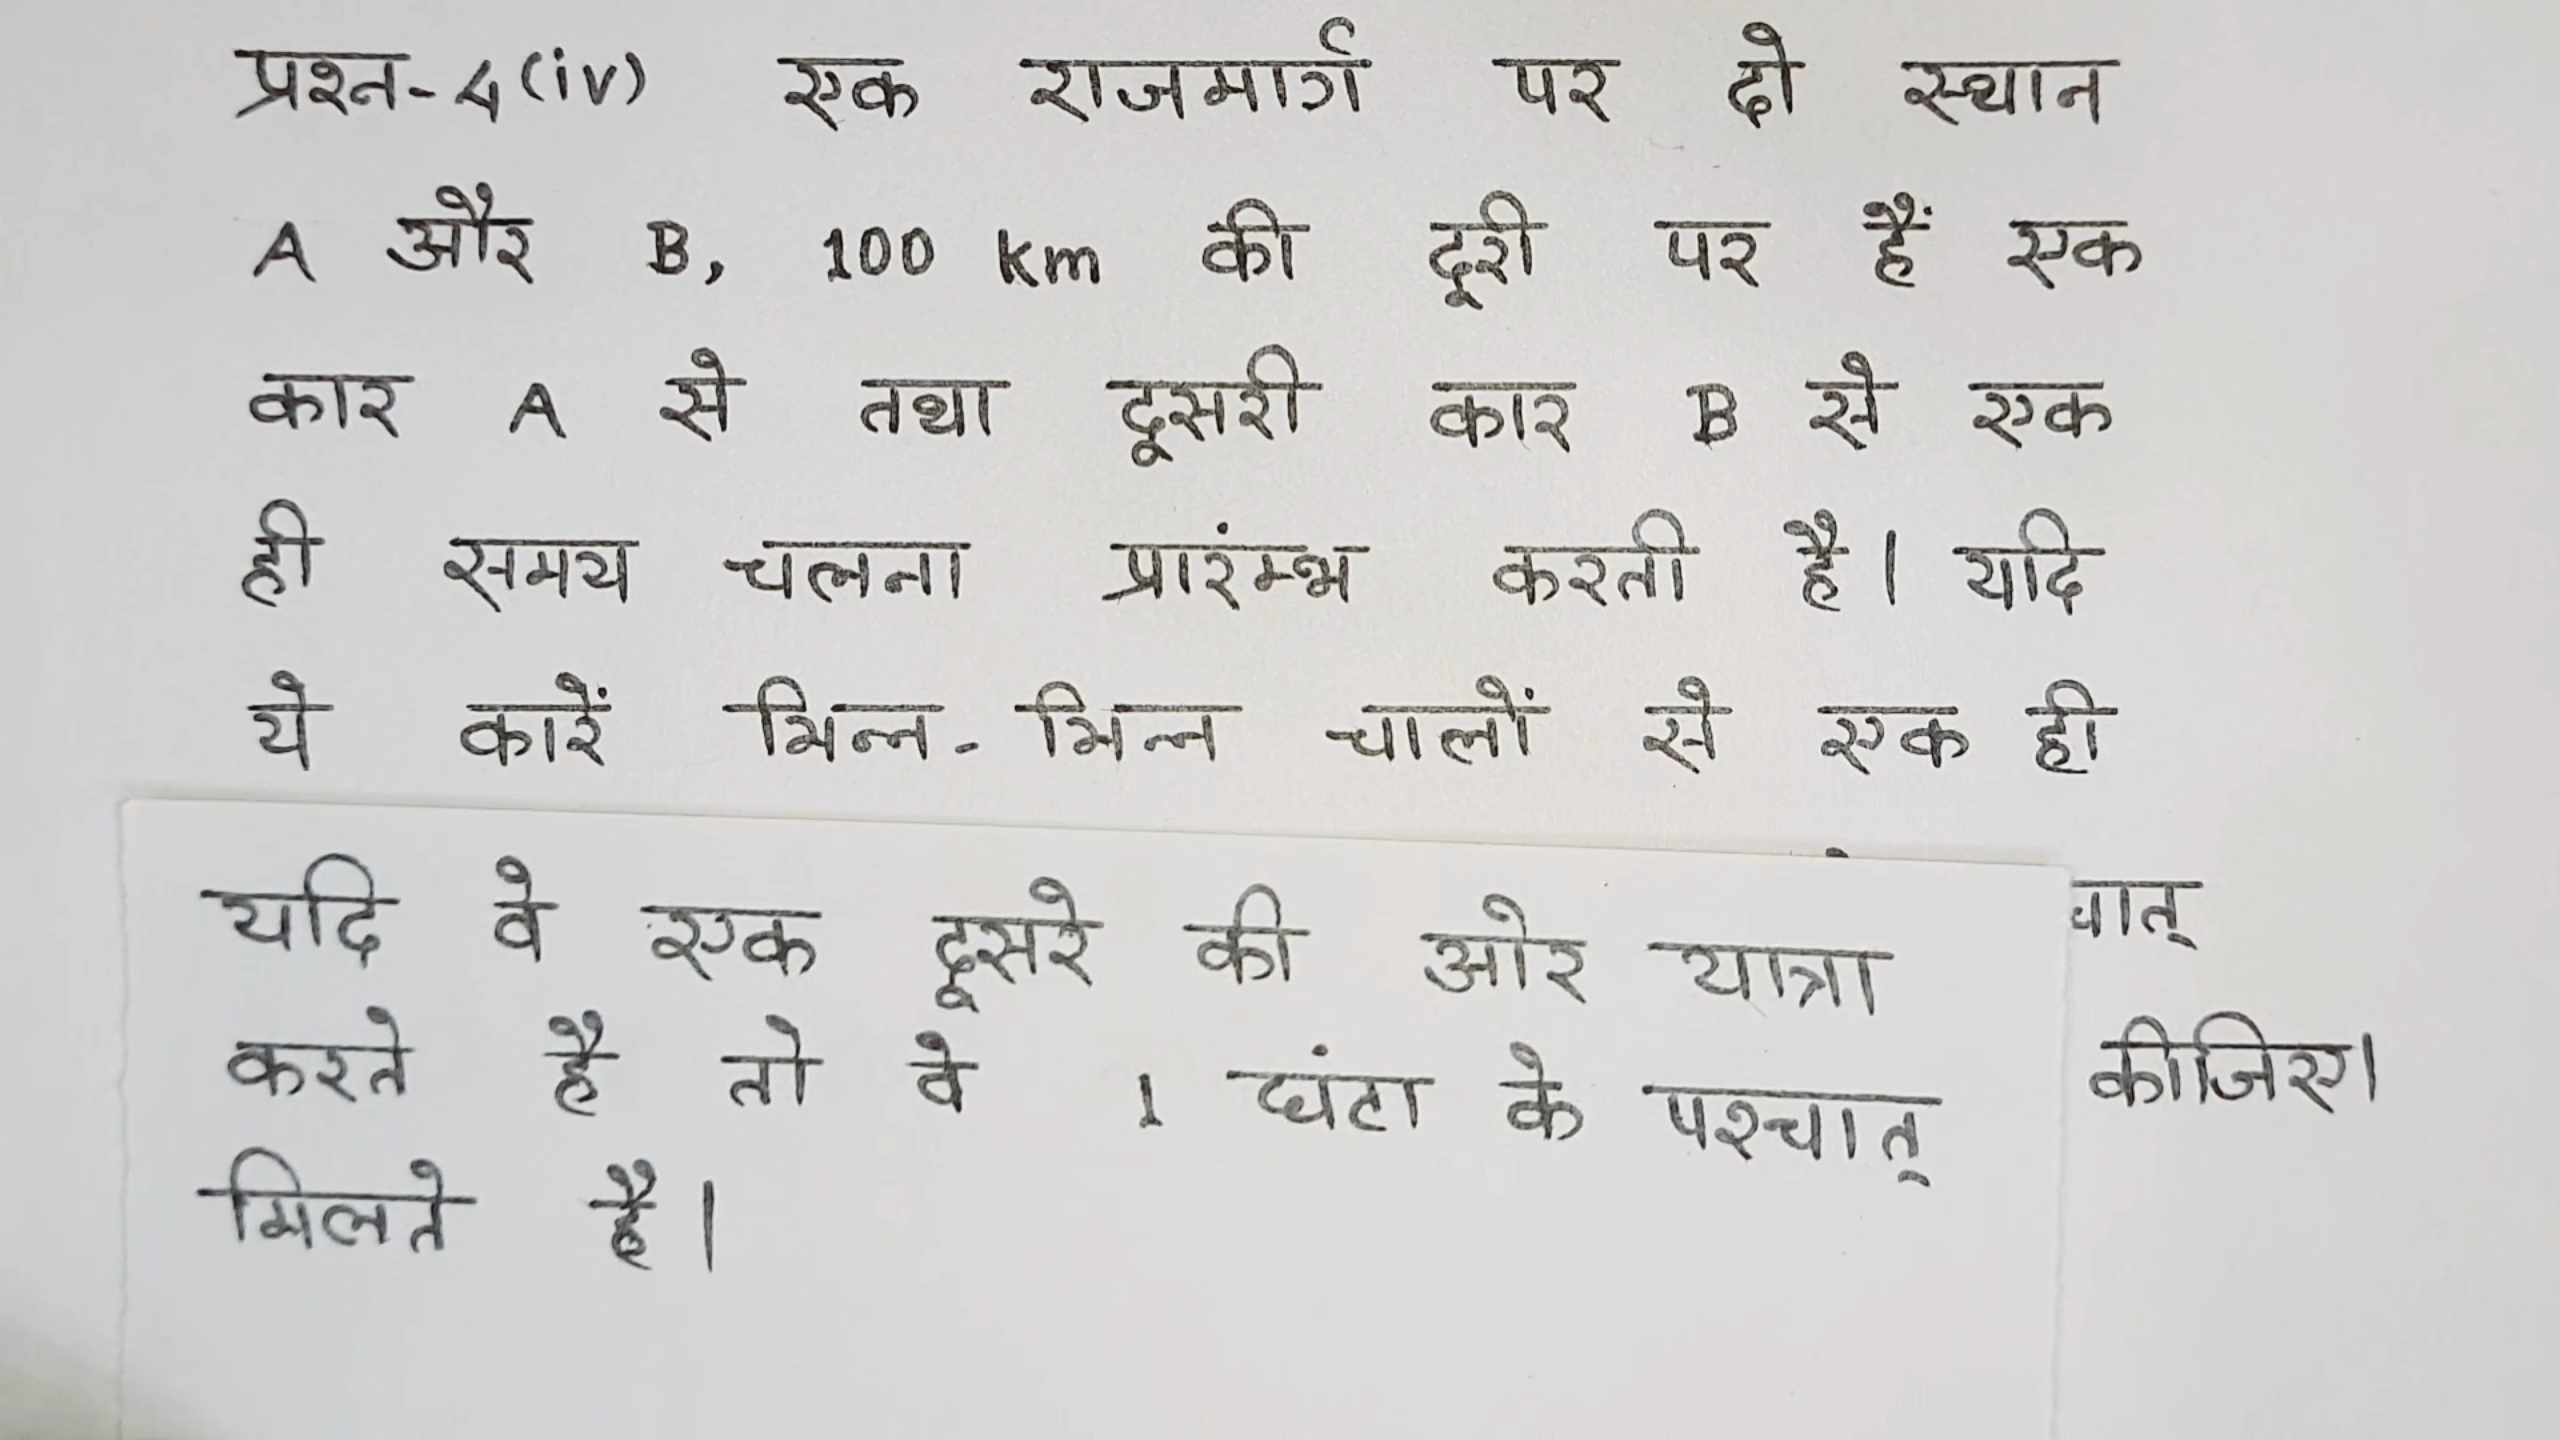 प्रश्न-4(iv) एक राजमार्ग पर दो स्थान
A और B, 100 km की दूरी पर हैं एक
कार A से तथा दूसरी कार B से एक
ही समय चलना प्रारंम्भ करती है। यदि
ये कारें भिन्न-भिन्न चालों से एक ही
यदि वे एक दूसरे की ओर यात्रा
करते है तो वे 1 घंटा के पश्चात्
कीजिए।
मिलते है।